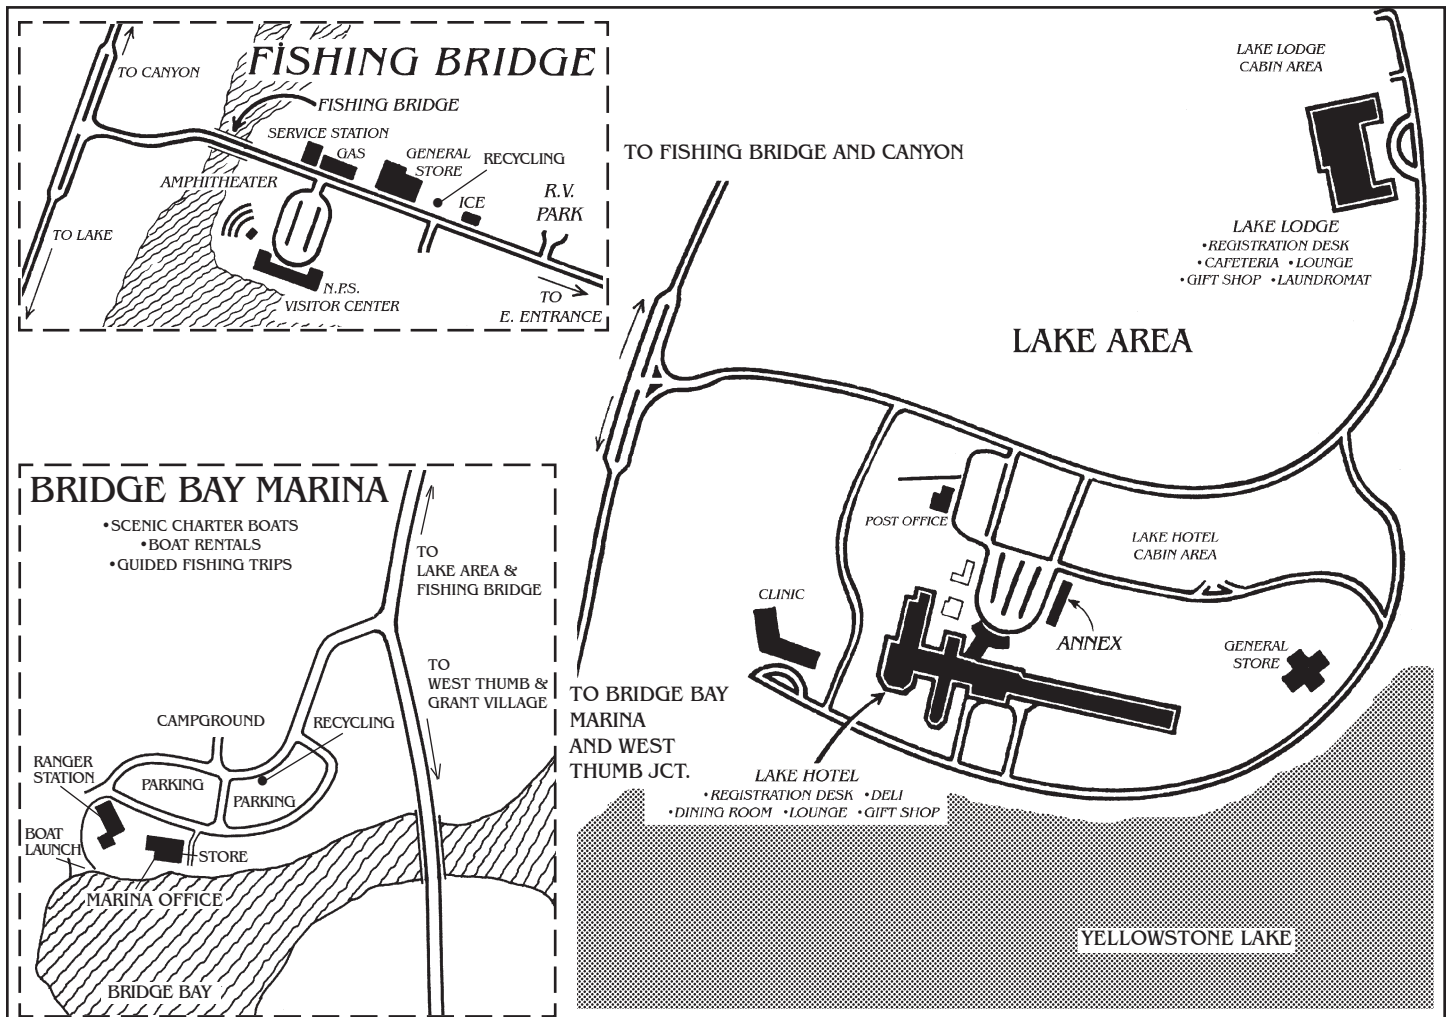 FISHING BRIDGE
TO CANYON
FISHING BRIDGE
SERVICE STATION
GAS
GENERAL
STORE
RECYCLING
AMPHITHEATER
ICE
R.V.
PARK
TO LAKE
N.P.S.
VISITOR CENTER
TO
E. ENTRANCE
BRIDGE BAY MARINA
•SCENIC CHARTER BOATS
•BOAT RENTALS
•GUIDED FISHING TRIPS
TO
LAKE AREA &
FISHING BRIDGE
TO
WEST THUMB &
GRANT VILLAGE
CAMPGROUND
RECYCLING
RANGER
STATION
PARKING
PARKING
BOAT
LAUNCH
STORE
MARINA OFFICE
BRIDGE BAY
LAKE LODGE
CABIN AREA
TO FISHING BRIDGE AND CANYON
LAKE LODGE
•REGISTRATION DESK
•CAFETERIA •LOUNGE
•GIFT SHOP •LAUNDROMAT
LAKE AREA
POST OFFICE
LAKE HOTEL
CABIN AREA
CLINIC
ANNEX
GENERAL
STORE
TO BRIDGE BAY
MARINA
AND WEST
THUMB JCT.
LAKE HOTEL
•REGISTRATION DESK •DELI
•DINING ROOM •LOUNGE •GIFT SHOP
YELLOWSTONE LAKE